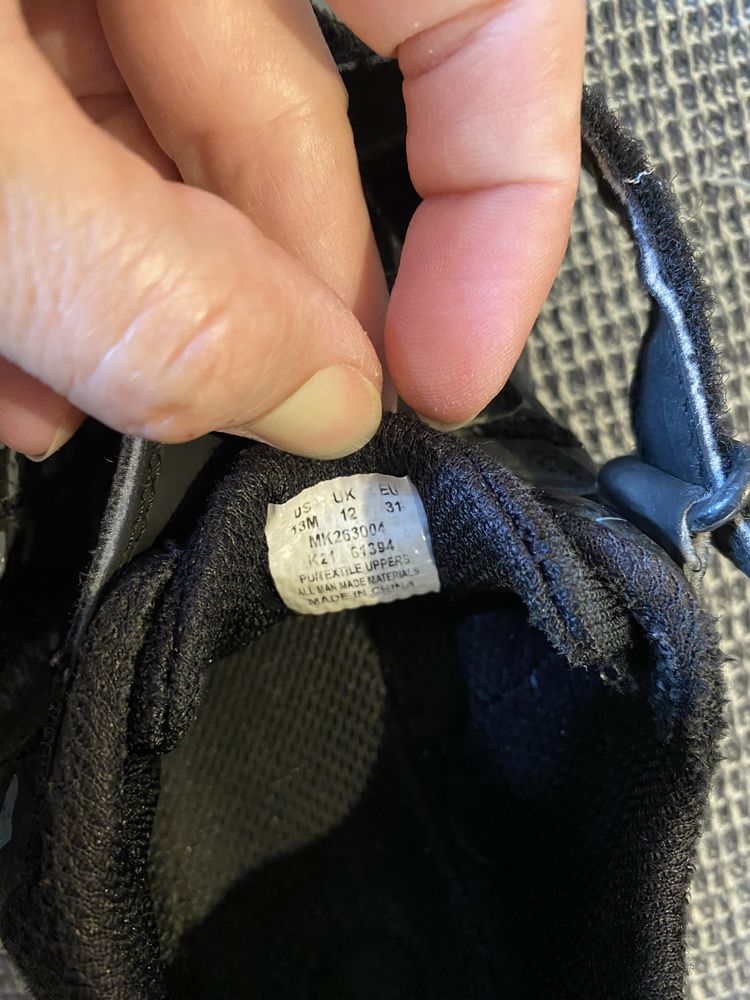 US UK EU
13M 12 31
MK263004
K21 61394
PU/TEXTILE UPPERS
ALL MAN MADE MATERIALS
MADE IN CHINA